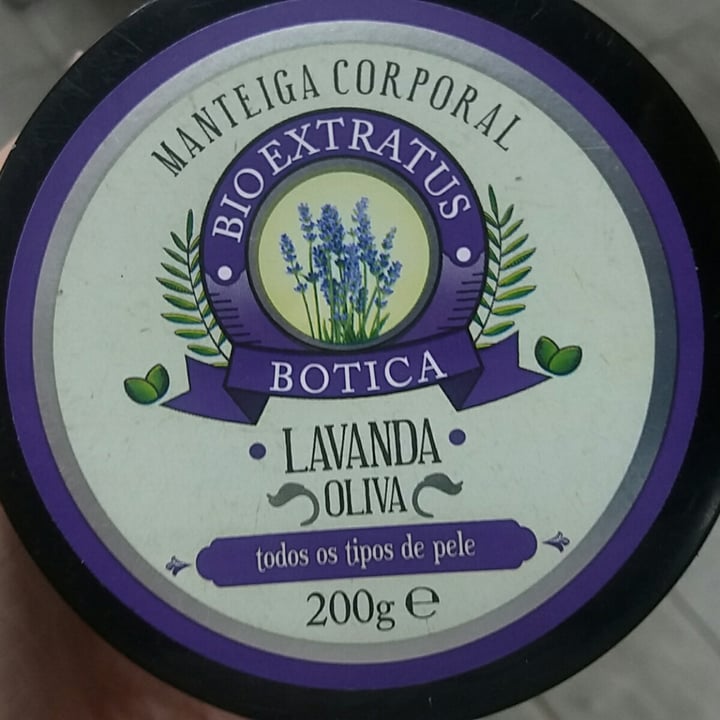 MANTEIGA CORPORAL
BIO EXTRATUS
BOTICA
LAVANDA
OLIVA
todos os tipos de pele
200g ℮